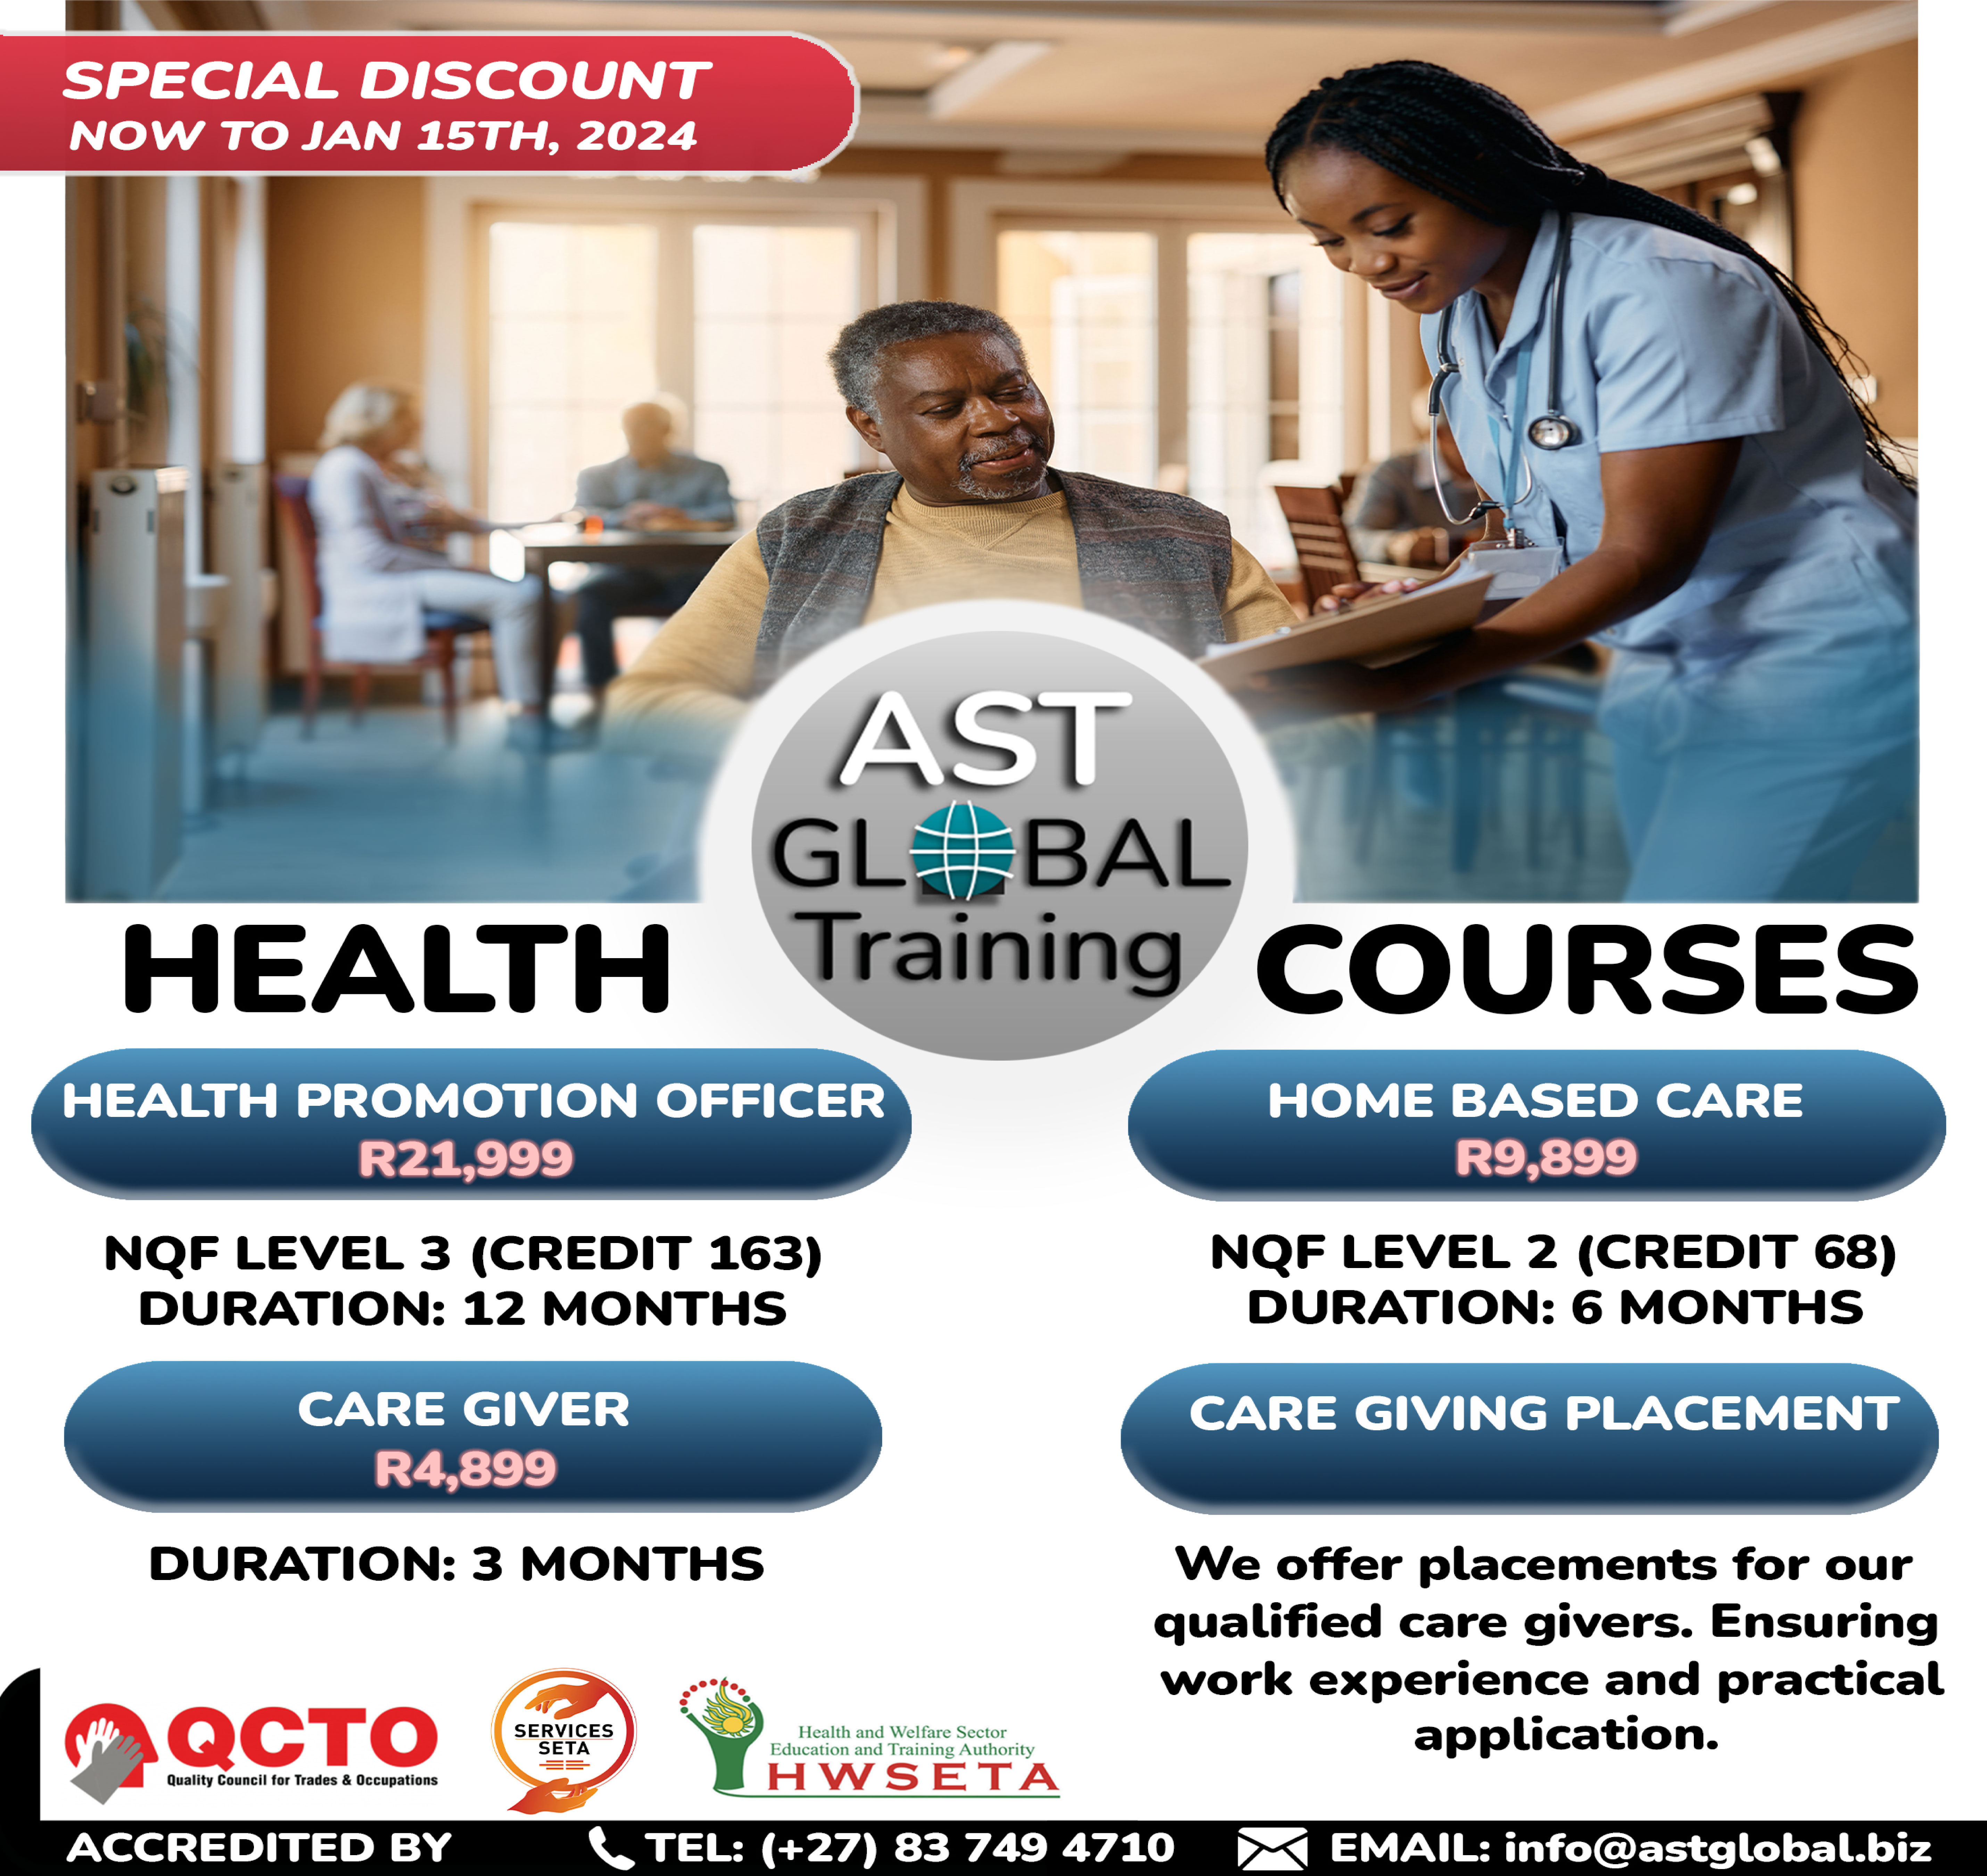 SPECIAL DISCOUNT
NOW TO JAN 15TH, 2024
AST
GLOBAL
Training
HEALTH COURSES
HEALTH PROMOTION OFFICER
R21,999
NQF LEVEL 3 (CREDIT 163)
DURATION: 12 MONTHS
HOME BASED CARE
R9,899
NQF LEVEL 2 (CREDIT 68)
DURATION: 6 MONTHS
CARE GIVER
R4,899
DURATION: 3 MONTHS
CARE GIVING PLACEMENT
We offer placements for our
qualified care givers. Ensuring
work experience and practical
application.
QCTO
Quality Council for Trades & Occupations
SERVICES
SETA
Health and Welfare Sector
Education and Training Authority
HWSETA
ACCREDITED BY
TEL: (+27) 83 749 4710
EMAIL: info@astglobal.biz